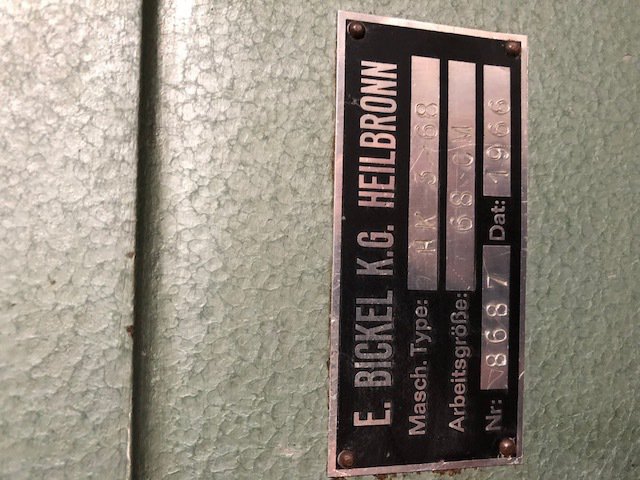 E. BICKEL K.G. HEILBRONN
Masch. Type: HK 5 68
Arbeitsgröße: 68 CM
Nr: 8687 Dat: 1966